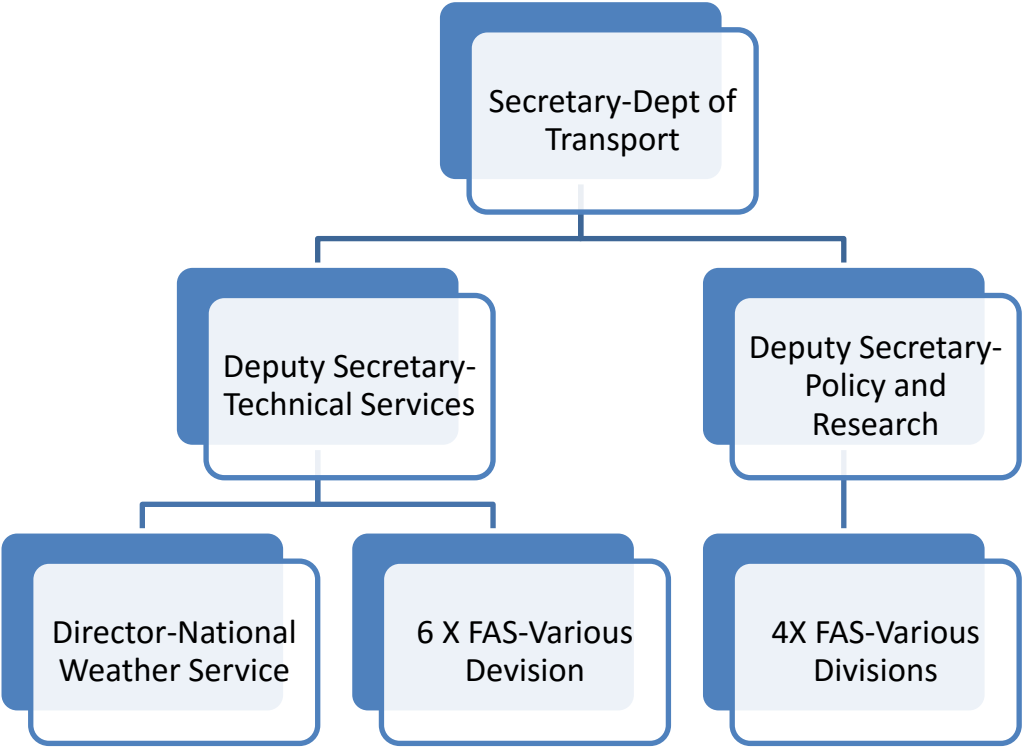 Secretary-Dept of
Transport
Deputy Secretary-
Technical Services
Deputy Secretary-
Policy and
Research
Director-National
Weather Service
6 X FAS-Various
Devision
4X FAS-Various
Divisions